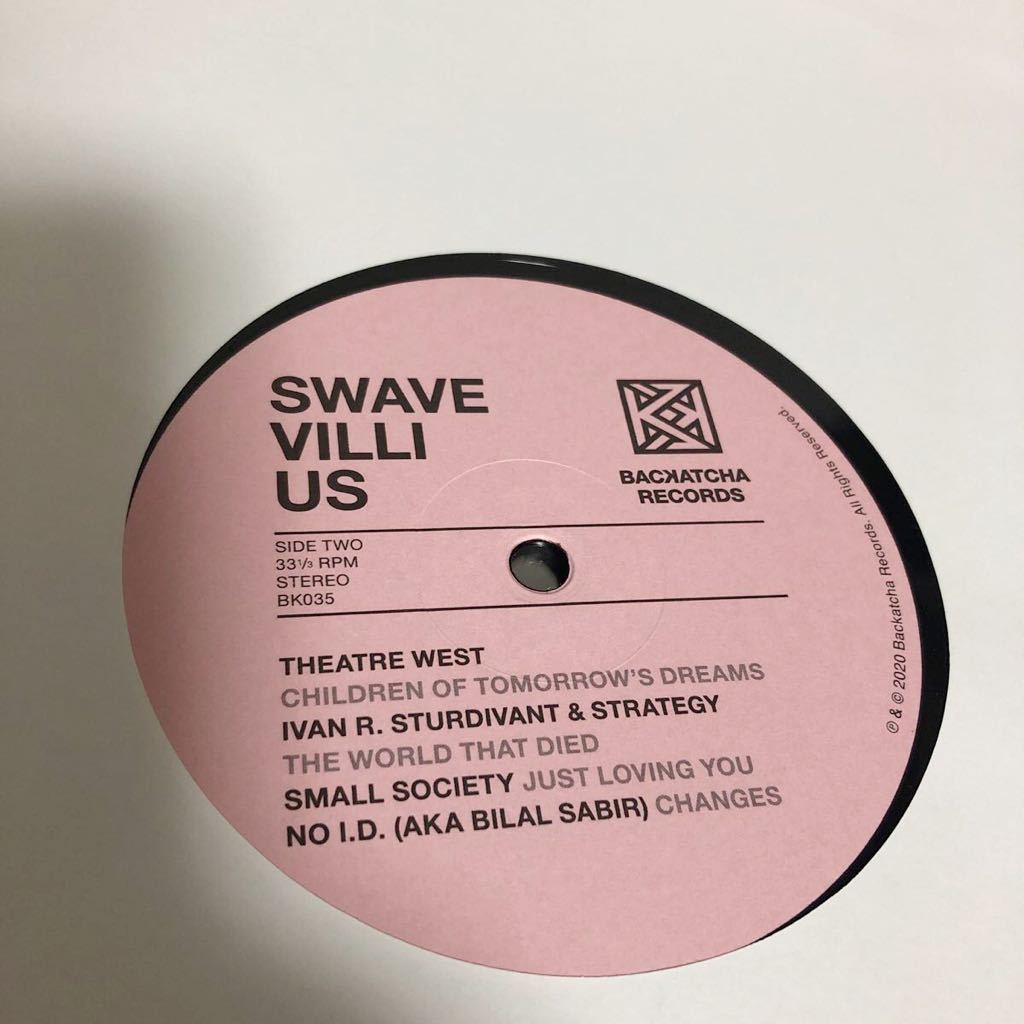 SWAVE
VILLI
US
BACKATCHA
RECORDS
SIDE TWO
33⅓ RPM
STEREO
BK035
THEATRE WEST
CHILDREN OF TOMORROW'S DREAMS
IVAN R. STURDIVANT & STRATEGY
THE WORLD THAT DIED
SMALL SOCIETY JUST LOVING YOU
NO I.D. (AKA BILAL SABIR) CHANGES
℗ & © 2020 Backatcha Records. All Rights Reserved.